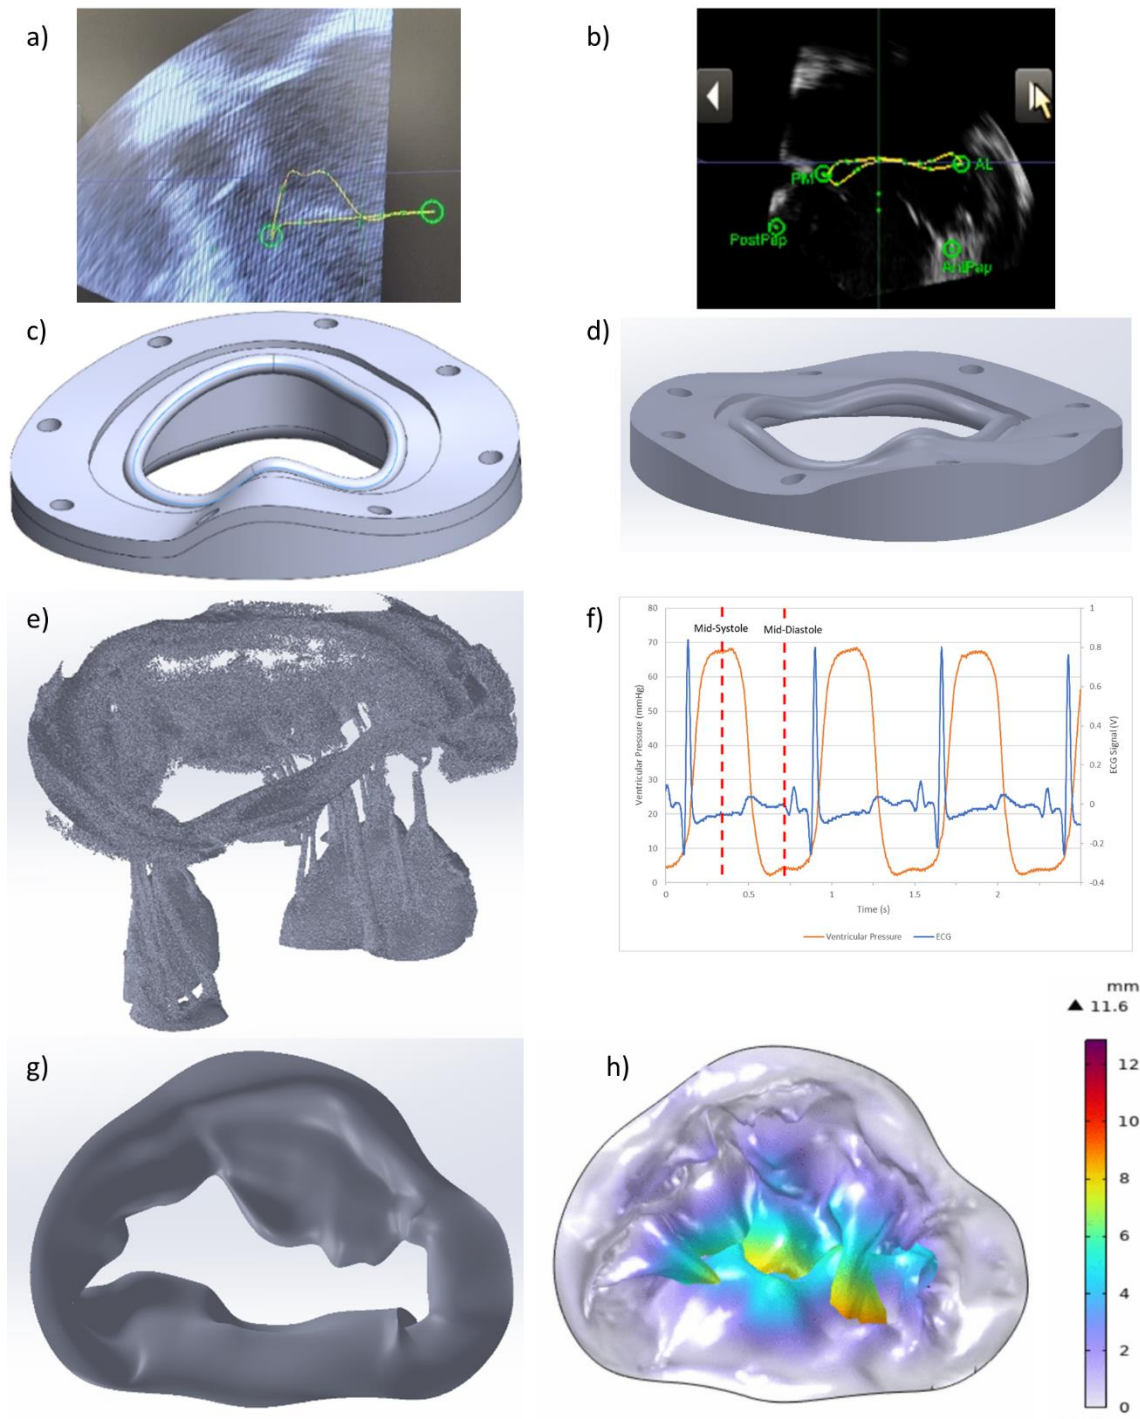 a)
b)
PM
AL
PostPap
AntPap
c)
d)
e)
f)
80
70
60
50
40
30
20
10
0
Ventricular Pressure (mmHg)
Mid-Systole
Mid-Diastole
1
0.8
0.6
0.4
0.2
0
-0.2
-0.4
ECG Signal (V)
0
0.5
1
1.5
2
Time (s)
Ventricular Pressure
ECG
g)
h)
mm
▲ 11.6
12
10
8
6
4
2
0